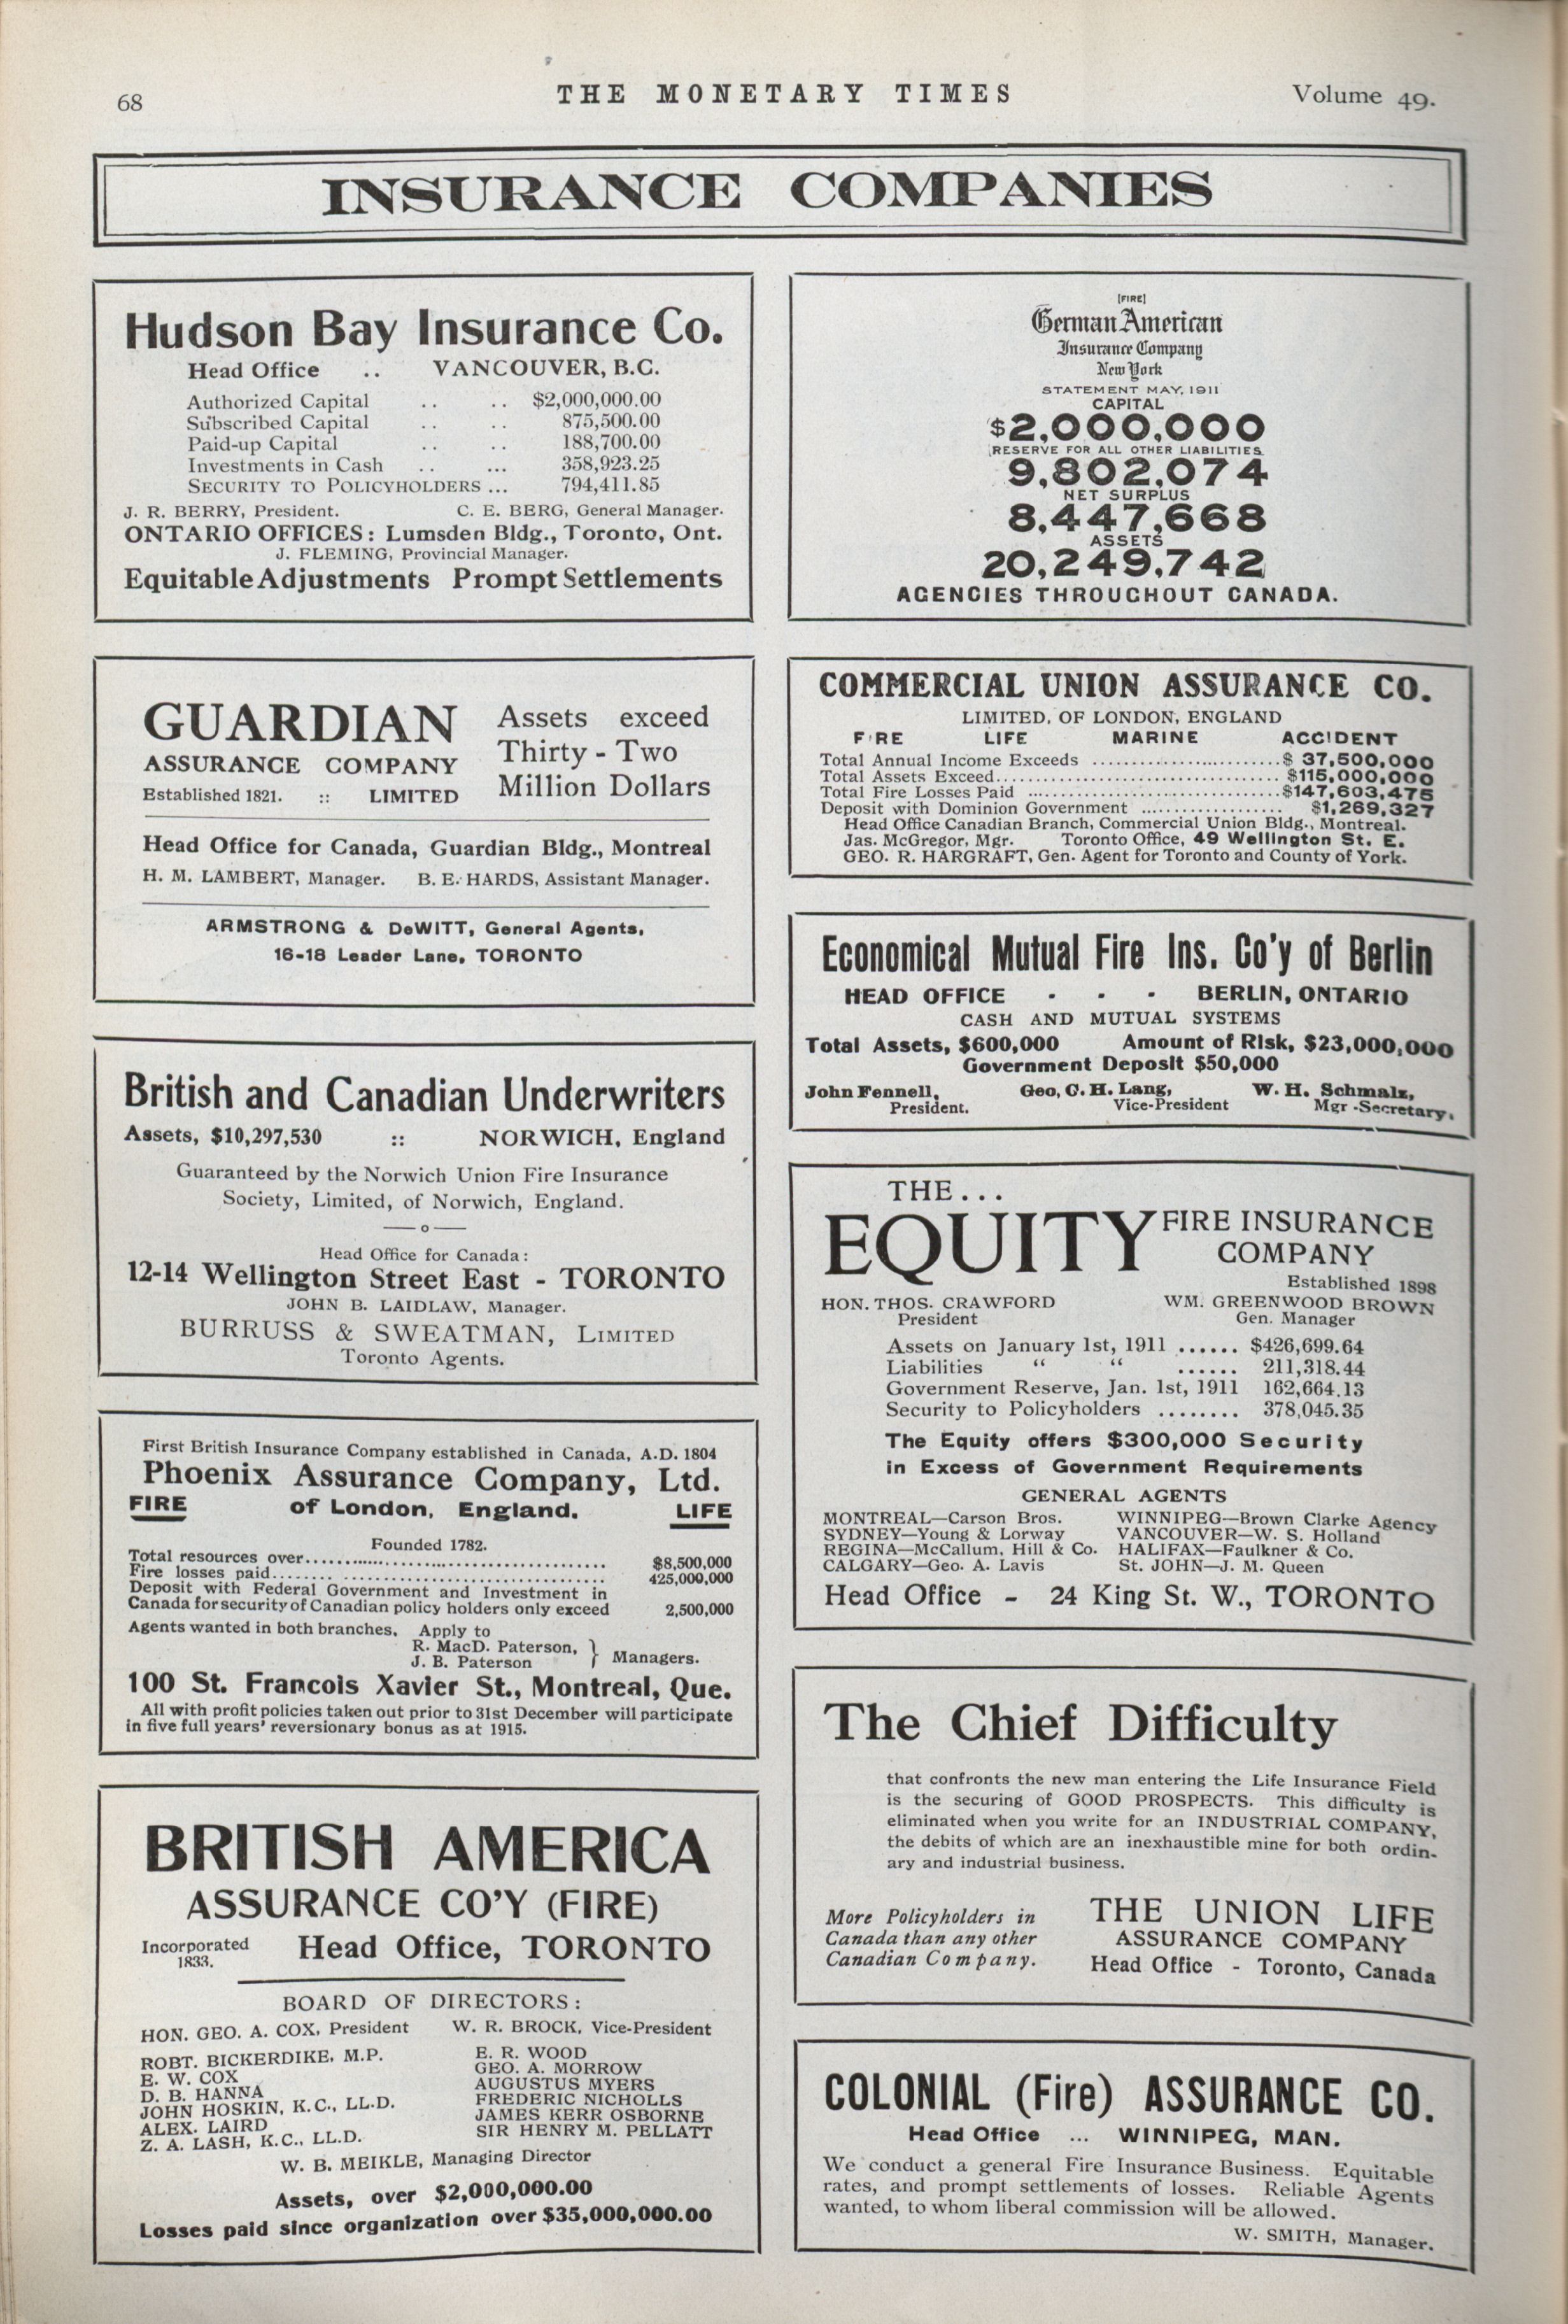 68
THE MONETARY TIMES
Volume 49.
INSURANCE COMPANIES
Hudson Bay Insurance Co.
Head Office .. VANCOUVER, B.C.
Authorized Capital .. .. $2,000,000.00
Subscribed Capital .. .. 875,500.00
Paid-up Capital .. .. 188,700.00
Investments in Cash .. ... 358,923.25
SECURITY TO POLICYHOLDERS ... 794,411.85
J. R. BERRY, President. C. E. BERG, General Manager.
ONTARIO OFFICES: Lumsden Bldg., Toronto, Ont.
J. FLEMING, Provincial Manager.
Equitable Adjustments Prompt Settlements
GUARDIAN
ASSURANCE COMPANY
Established 1821. :: LIMITED
Assets exceed
Thirty-Two
Million Dollars
Head Office for Canada, Guardian Bldg., Montreal
H. M. LAMBERT, Manager. B. E. HARDS, Assistant Manager.
ARMSTRONG & DeWITT, General Agents,
16-18 Leader Lane, TORONTO
British and Canadian Underwriters
Assets, $10,297,530 :: NORWICH, England
Guaranteed by the Norwich Union Fire Insurance
Society, Limited, of Norwich, England.
—o—
Head Office for Canada:
12-14 Wellington Street East - TORONTO
JOHN B. LAIDLAW, Manager.
BURRUSS & SWEATMAN, LIMITED
Toronto Agents.
First British Insurance Company established in Canada, A.D. 1804
Phoenix Assurance Company, Ltd.
FIRE of London, England. LIFE
Founded 1782.
Total resources over.................................... $8,500,000
Fire losses paid.................................... 425,000,000
Deposit with Federal Government and Investment in
Canada for security of Canadian policy holders only exceed 2,500,000
Agents wanted in both branches. Apply to
R. MacD. Paterson, }
J. B. Paterson } Managers.
100 St. Francois Xavier St., Montreal, Que.
All with profit policies taken out prior to 31st December will participate
in five full years' reversionary bonus as at 1915.
BRITISH AMERICA
ASSURANCE CO'Y (FIRE)
Incorporated
1833.
Head Office, TORONTO
BOARD OF DIRECTORS:
HON. GEO. A. COX, President W. R. BROCK, Vice-President
ROBT. BICKERDIKE, M.P.
E. W. COX
D. B. HANNA
JOHN HOSKIN, K.C., LL.D.
ALEX. LAIRD
Z. A. LASH, K.C., LL.D.
E. R. WOOD
GEO. A. MORROW
AUGUSTUS MYERS
FREDERIC NICHOLLS
JAMES KERR OSBORNE
SIR HENRY M. PELLATT
W. B. MEIKLE, Managing Director
Assets, over $2,000,000.00
Losses paid since organization over $35,000,000.00
[FIRE]
German American
Insurance Company
New York
STATEMENT MAY, 1911
CAPITAL
$2,000,000
RESERVE FOR ALL OTHER LIABILITIES
9,802,074
NET SURPLUS
8,447,668
ASSETS
20,249,742
AGENCIES THROUGHOUT CANADA.
COMMERCIAL UNION ASSURANCE CO.
LIMITED, OF LONDON, ENGLAND
FIRE LIFE MARINE ACCIDENT
Total Annual Income Exceeds ............................ $ 37,500,000
Total Assets Exceed.................................... $115,000,000
Total Fire Losses Paid ................................ $147,603,475
Deposit with Dominion Government .................. $1,269,327
Head Office Canadian Branch, Commercial Union Bldg., Montreal.
Jas. McGregor, Mgr. Toronto Office, 49 Wellington St. E.
GEO. R. HARGRAFT, Gen. Agent for Toronto and County of York.
Economical Mutual Fire Ins. Co'y of Berlin
HEAD OFFICE - - - BERLIN, ONTARIO
CASH AND MUTUAL SYSTEMS
Total Assets, $600,000 Amount of Risk, $23,000,000
Government Deposit $50,000
John Fennell, Geo. C. H. Lang, W. H. Schmalz,
President. Vice-President Mgr-Secretary.
THE...
EQUITY FIRE INSURANCE
COMPANY
Established 1898
HON. THOS. CRAWFORD WM. GREENWOOD BROWN
President Gen. Manager
Assets on January 1st, 1911 ...... $426,699.64
Liabilities “ “ ...... 211,318.44
Government Reserve, Jan. 1st, 1911 162,664.13
Security to Policyholders ........ 378,045.35
The Equity offers $300,000 Security
in Excess of Government Requirements
GENERAL AGENTS
MONTREAL—Carson Bros. WINNIPEG—Brown Clarke Agency
SYDNEY—Young & Lorway VANCOUVER—W. S. Holland
REGINA—McCallum, Hill & Co. HALIFAX—Faulkner & Co.
CALGARY—Geo. A. Lavis St. JOHN—J. M. Queen
Head Office - 24 King St. W., TORONTO
The Chief Difficulty
that confronts the new man entering the Life Insurance Field
is the securing of GOOD PROSPECTS. This difficulty is
eliminated when you write for an INDUSTRIAL COMPANY,
the debits of which are an inexhaustible mine for both ordin-
ary and industrial business.
More Policyholders in
Canada than any other
Canadian Company.
THE UNION LIFE
ASSURANCE COMPANY
Head Office - Toronto, Canada
COLONIAL (Fire) ASSURANCE CO.
Head Office ... WINNIPEG, MAN.
We conduct a general Fire Insurance Business. Equitable
rates, and prompt settlements of losses. Reliable Agents
wanted, to whom liberal commission will be allowed.
W. SMITH, Manager.